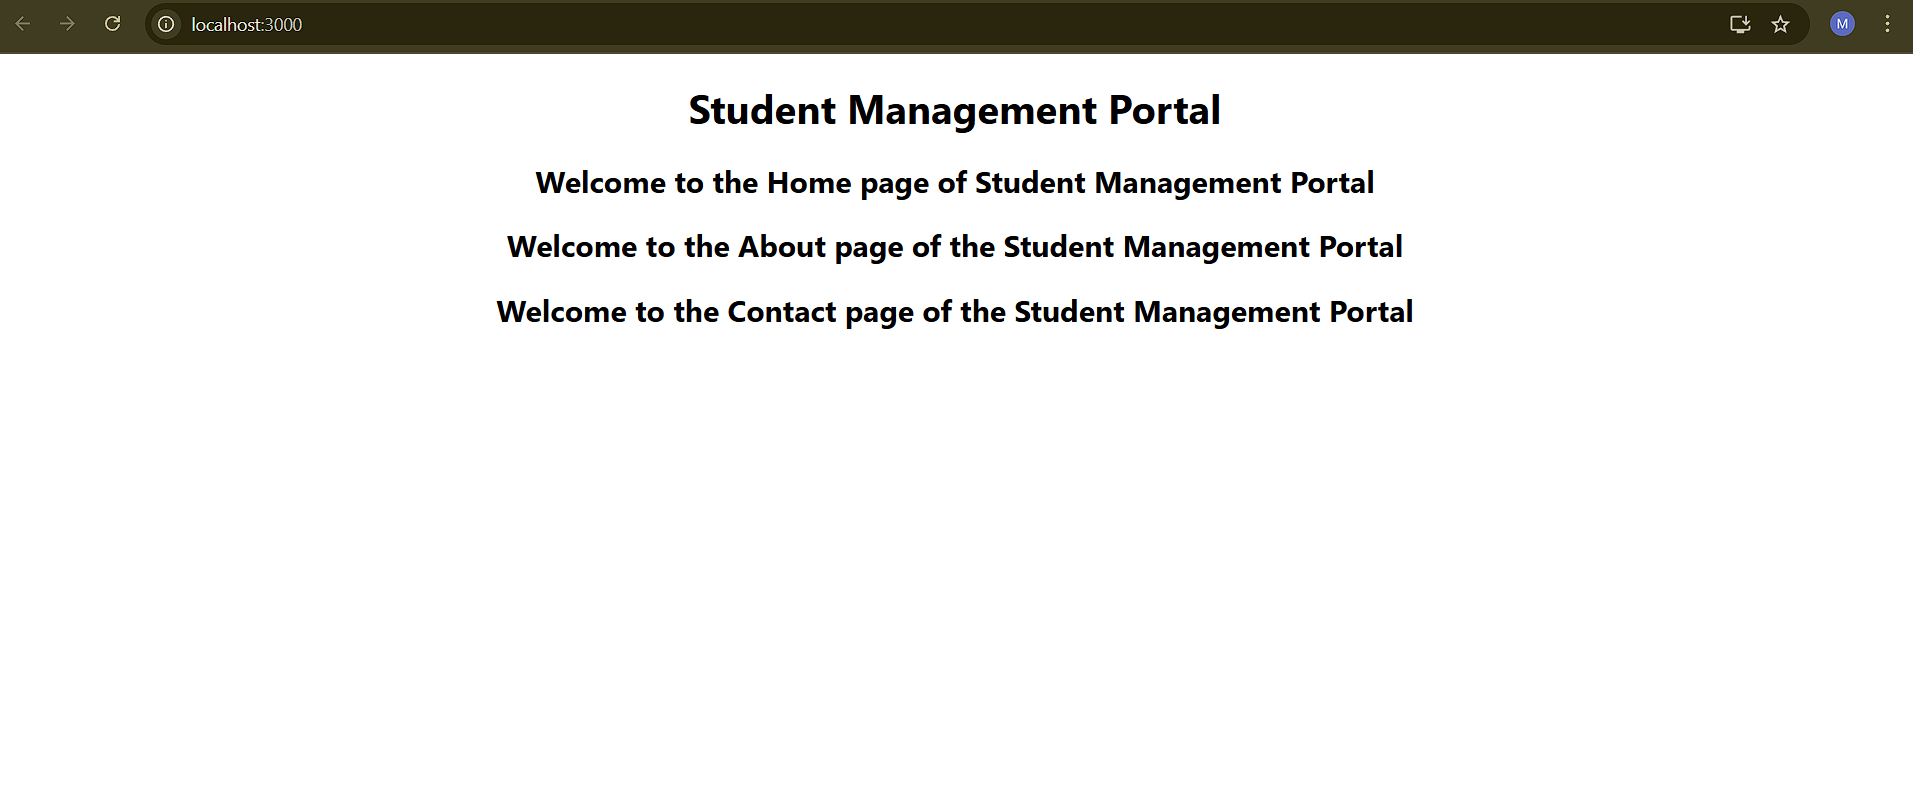 localhost:3000
M
Student Management Portal
Welcome to the Home page of Student Management Portal
Welcome to the About page of the Student Management Portal
Welcome to the Contact page of the Student Management Portal